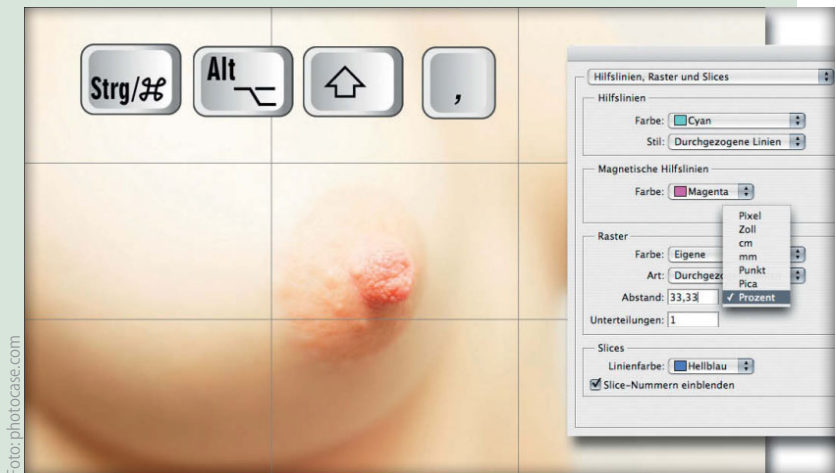 Strg/⌘
Alt
,
Hilfslinien, Raster und Slices
Hilfslinien
Farbe: Cyan
Stil: Durchgezogene Linien
Magnetische Hilfslinien
Farbe: Magenta
Raster
Farbe: Eigene
Art:
Abstand: 33,33
Unterteilungen: 1
Pixel
Zoll
cm
mm
Punkt
Pica
✓ Prozent
Slices
Linienfarbe: Hellblau
Slice-Nummern einblenden
Foto: photocase.com